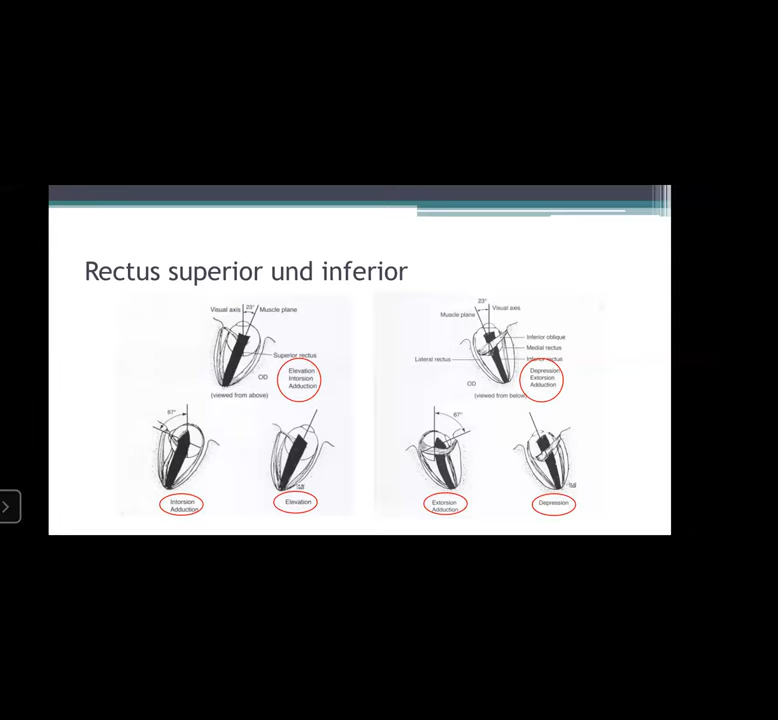 Rectus superior und inferior
Visual axis 23° Muscle plane
Superior rectus
OD
Elevation
Intorsion
Adduction
(viewed from above)
67°
Intorsion
Adduction
Elevation
23°
Visual axis
Muscle plane
Inferior oblique
Medial rectus
Lateral rectus
Inferior rectus
OD
Depression
Extorsion
Adduction
(viewed from below)
67°
Extorsion
Adduction
Depression